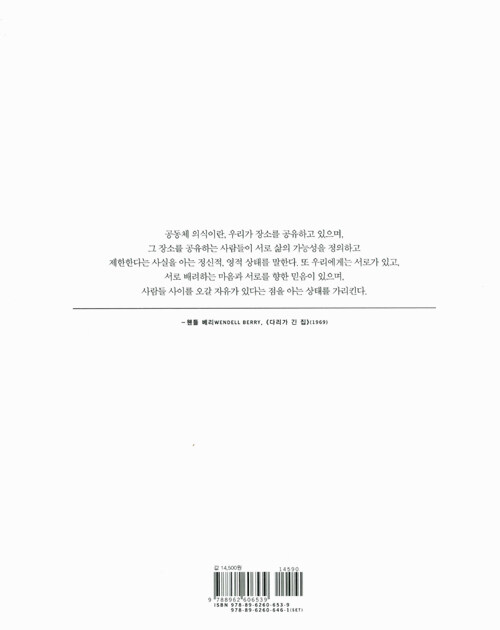 공동체 의식이란, 우리가 장소를 공유하고 있으며,
그 장소를 공유하는 사람들이 서로 삶의 가능성을 정의하고
제한한다는 사실을 아는 정신적, 영적 상태를 말한다. 또 우리에게는 서로가 있고,
서로 배려하는 마음과 서로를 향한 믿음이 있으며,
사람들 사이를 오갈 자유가 있다는 점을 아는 상태를 가리킨다.
– 웬들 베리WENDELL BERRY, 《다리가 긴 집》(1969)
값 14,500원
14590
9 788962 606539
ISBN 978-89-6260-653-9
978-89-6260-646-1(SET)